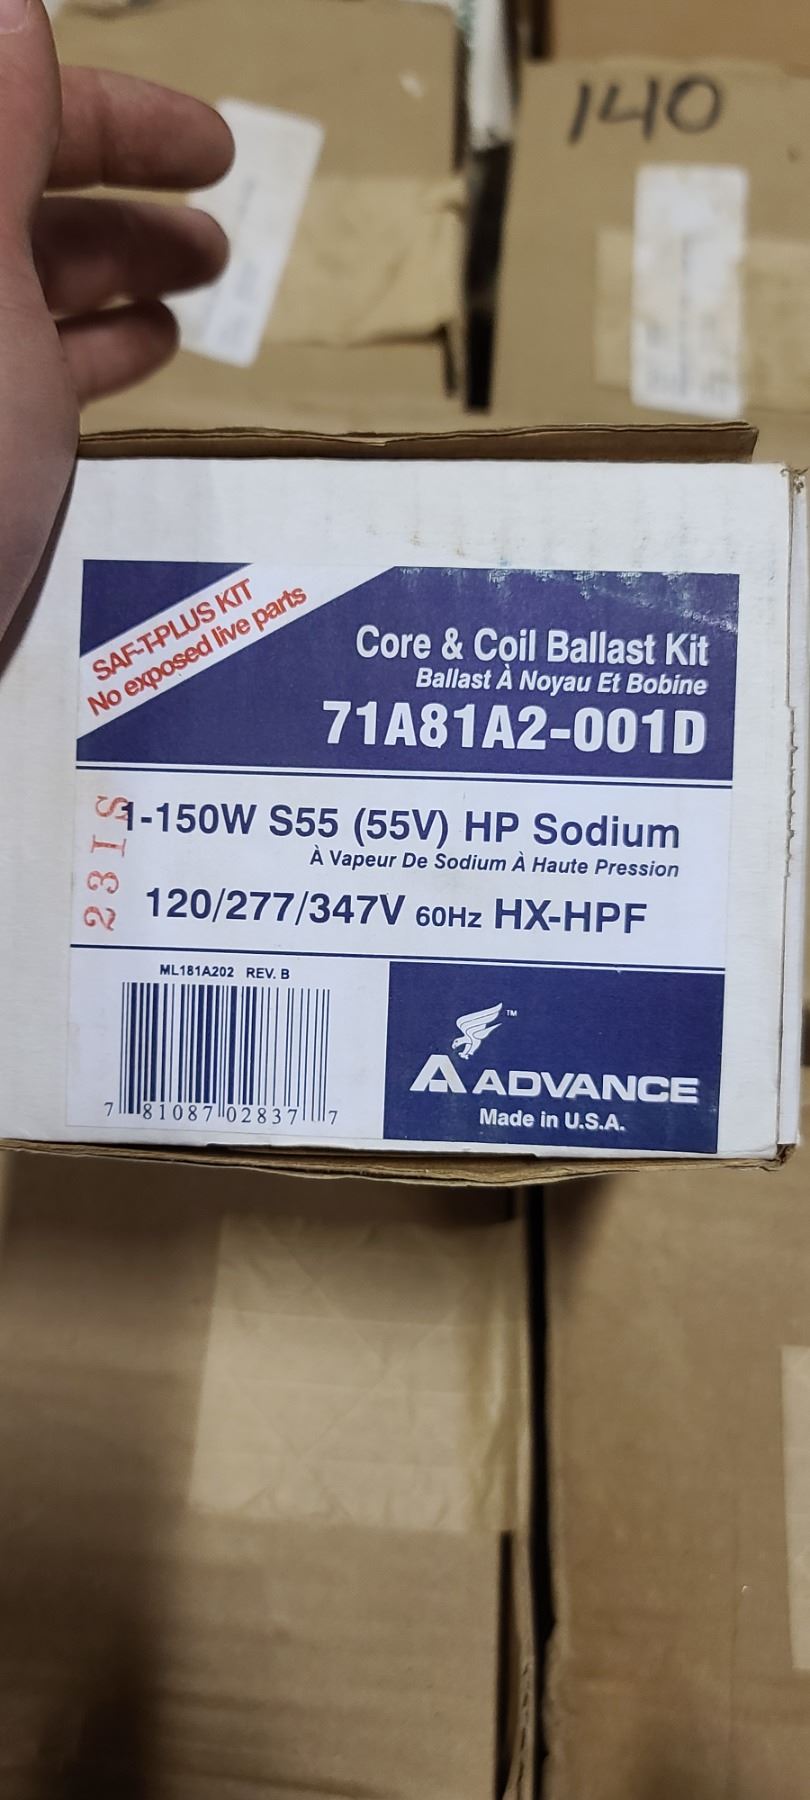 140
SAF-T-PLUS KIT
No exposed live parts
Core & Coil Ballast Kit
Ballast À Noyau Et Bobine
71A81A2-001D
1-150W S55 (55V) HP Sodium
À Vapeur De Sodium À Haute Pression
120/277/347V 60Hz HX-HPF
23IS
ML181A202 REV. B
7 81087 02837 7
™
ADVANCE
Made in U.S.A.